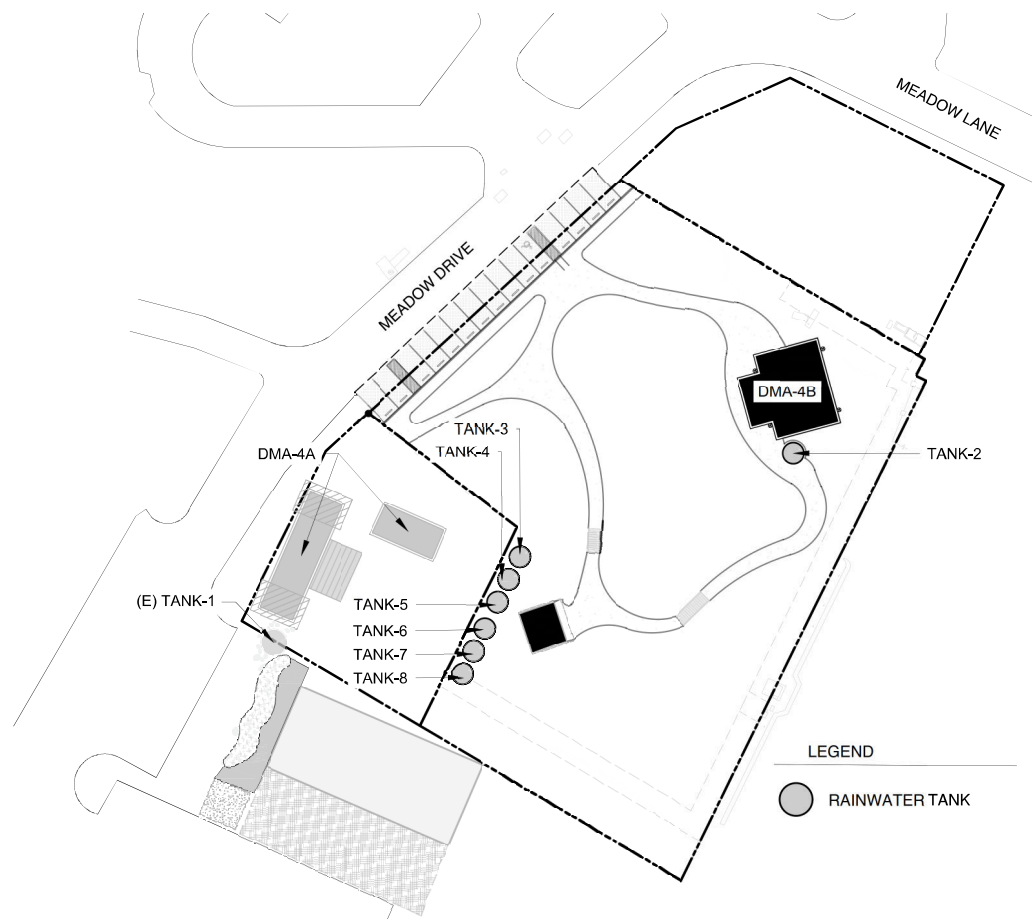 MEADOW LANE
MEADOW DRIVE
DMA-4B
TANK-3
TANK-4
DMA-4A
TANK-2
(E) TANK-1
TANK-5
TANK-6
TANK-7
TANK-8
LEGEND
RAINWATER TANK